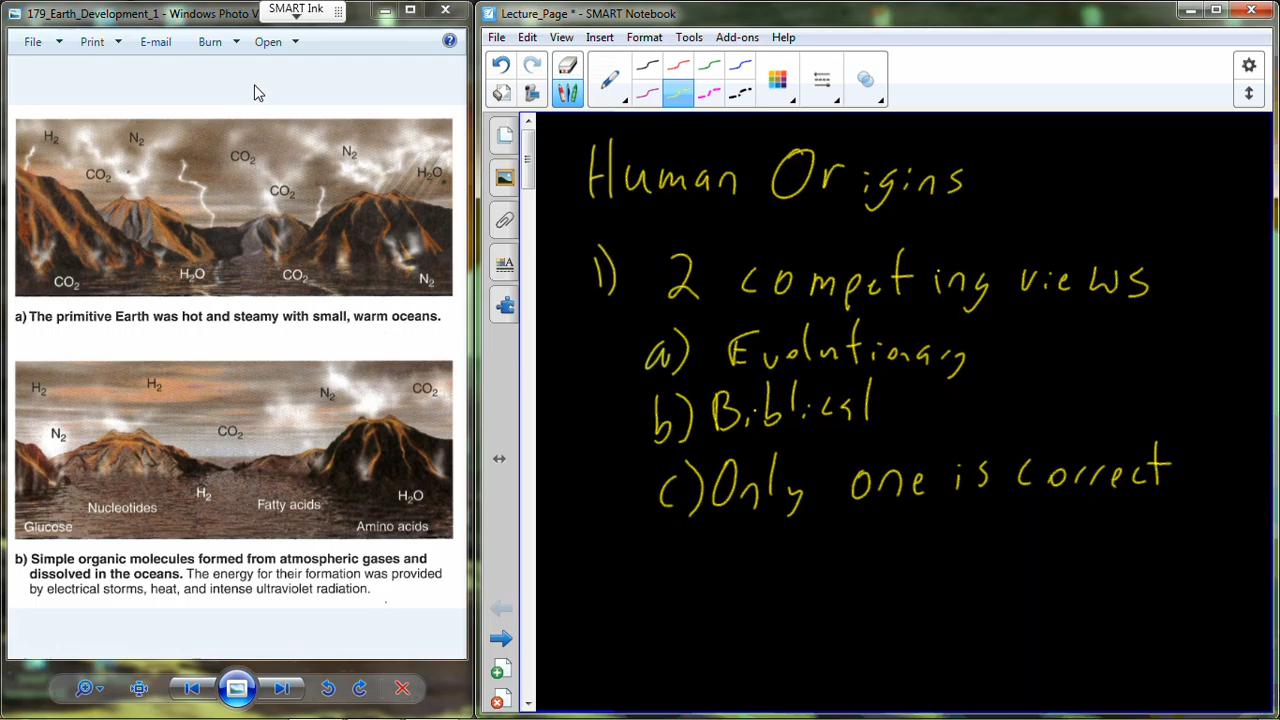 179_Earth_Development_1 - Windows Photo V
SMART Ink
File Print E-mail Burn Open
H2 N2 CO2 N2
CO2 CO2 H2O
CO2 H2O CO2 N2
a) The primitive Earth was hot and steamy with small, warm oceans.
H2 H2 N2 CO2
N2 CO2
H2 H2O
Nucleotides Fatty acids
Glucose Amino acids
b) Simple organic molecules formed from atmospheric gases and
dissolved in the oceans. The energy for their formation was provided
by electrical storms, heat, and intense ultraviolet radiation.
Lecture_Page * - SMART Notebook
File Edit View Insert Format Tools Add-ons Help
Human Origins
1) 2 competing views
a) Evolutionary
b) Biblical
c) Only one is correct